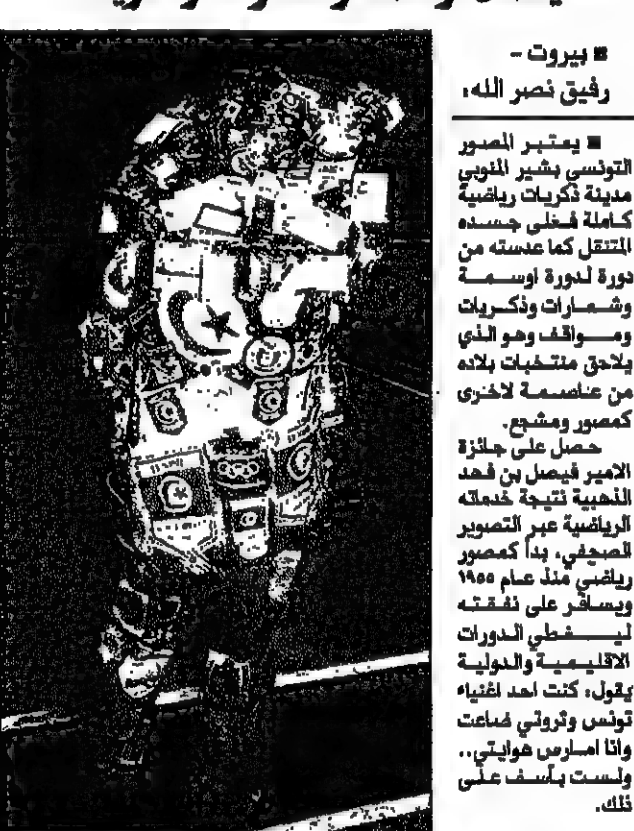 ■ بيروت -
رفيق نصر الله،
■ يعتبر المصور
التونسي بشير المنوبي
مدينة ذكريات رياضية
كاملة فعلى جسده
المتنقل كما عدسته من
دورة لدورة اوسمة
وشعارات وذكريات
ومواقف وهو الذي
يلاحق منتخبات بلاده
من عاصمة لاخرى
كمصور ومشجع.
حصل على جائزة
الامير فيصل بن فهد
الذهبية نتيجة خدماته
الرياضية عبر التصوير
الصحفي، بدأ كمصور
رياضي منذ عام ١٩٥٥
ويسافر على نفقته
ليغطي الدورات
الاقليمية والدولية
يقول، كنت احد اغنياء
تونس وثروتي ضاعت
وانا امارس هوايتي..
ولست بآسف على
ذلك.